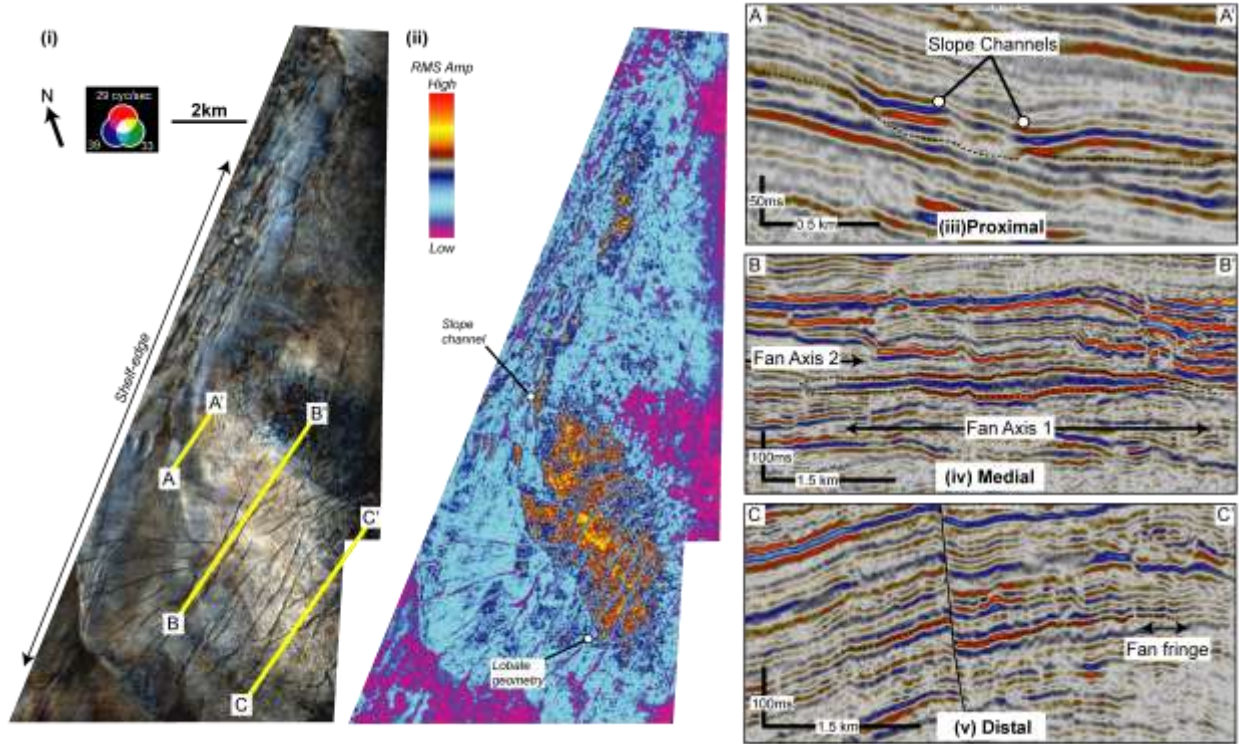 (i)
N
29 cyc/sec
39
33
2km
Shelf-edge
A'
A
B'
B
C'
C
(ii)
RMS Amp
High
Low
Slope
channel
Lobate
geometry
A
A'
Slope Channels
50ms
0.5 km
(iii)Proximal
B
B'
Fan Axis 2
Fan Axis 1
100ms
1.5 km
(iv) Medial
C
C'
Fan fringe
100ms
1.5 km
(v) Distal